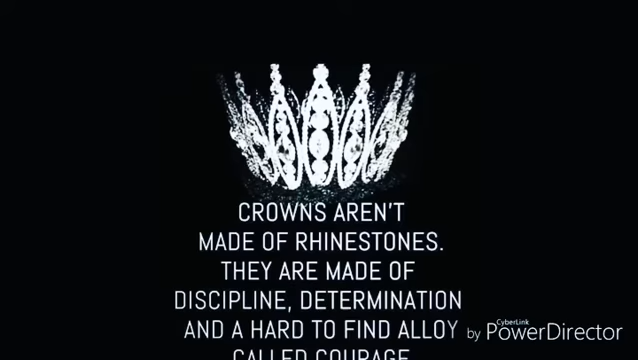 CROWNS AREN'T
MADE OF RHINESTONES.
THEY ARE MADE OF
DISCIPLINE, DETERMINATION
AND A HARD TO FIND ALLOY
CALLED COURAGE
CyberLink
by PowerDirector